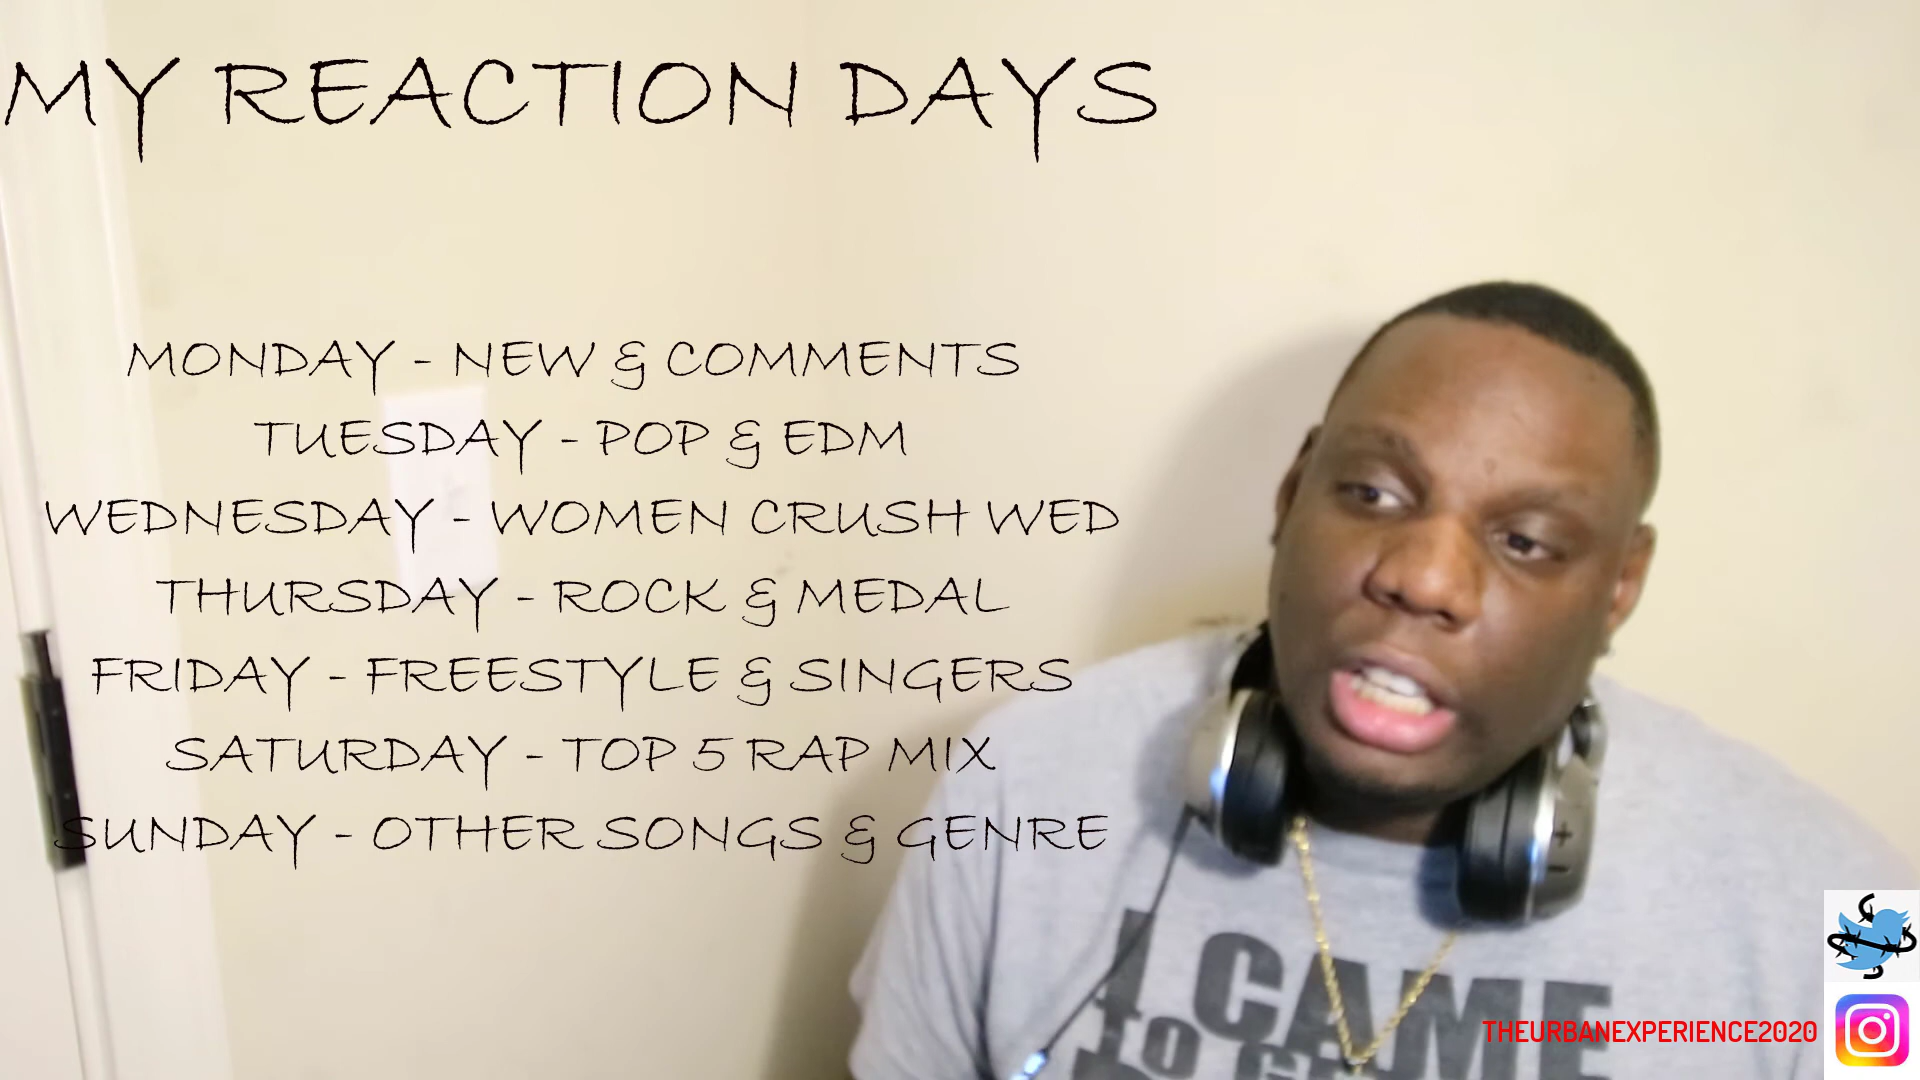 MY REACTION DAYS
MONDAY - NEW & COMMENTS
TUESDAY - POP & EDM
WEDNESDAY - WOMEN CRUSH WED
THURSDAY - ROCK & MEDAL
FRIDAY - FREESTYLE & SINGERS
SATURDAY - TOP 5 RAP MIX
SUNDAY - OTHER SONGS & GENRE
I CAME
TO
THEURBANEXPERIENCE2020